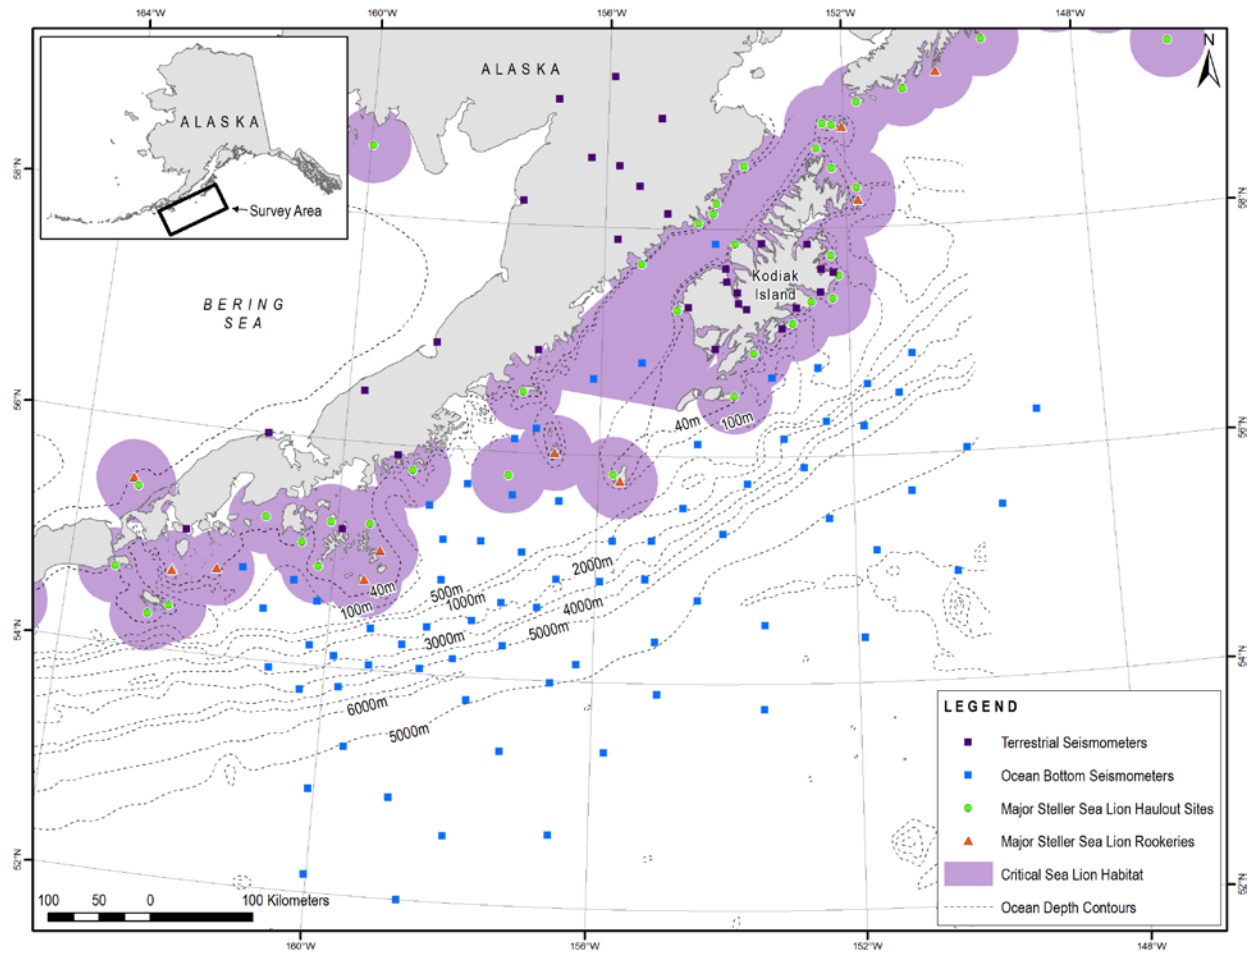 164°W
160°W
156°W
152°W
148°W
N
ALASKA
ALASKA
Survey Area
58°N
58°N
BERING
SEA
Kodiak
Island
56°N
56°N
40m
100m
2000m
500m
40m
1000m
100m
4000m
5000m
3000m
54°N
54°N
6000m
5000m
LEGEND
Terrestrial Seismometers
Ocean Bottom Seismometers
Major Steller Sea Lion Haulout Sites
Major Steller Sea Lion Rookeries
Critical Sea Lion Habitat
Ocean Depth Contours
52°N
52°N
100 50 0 100 Kilometers
160°W
156°W
152°W
148°W